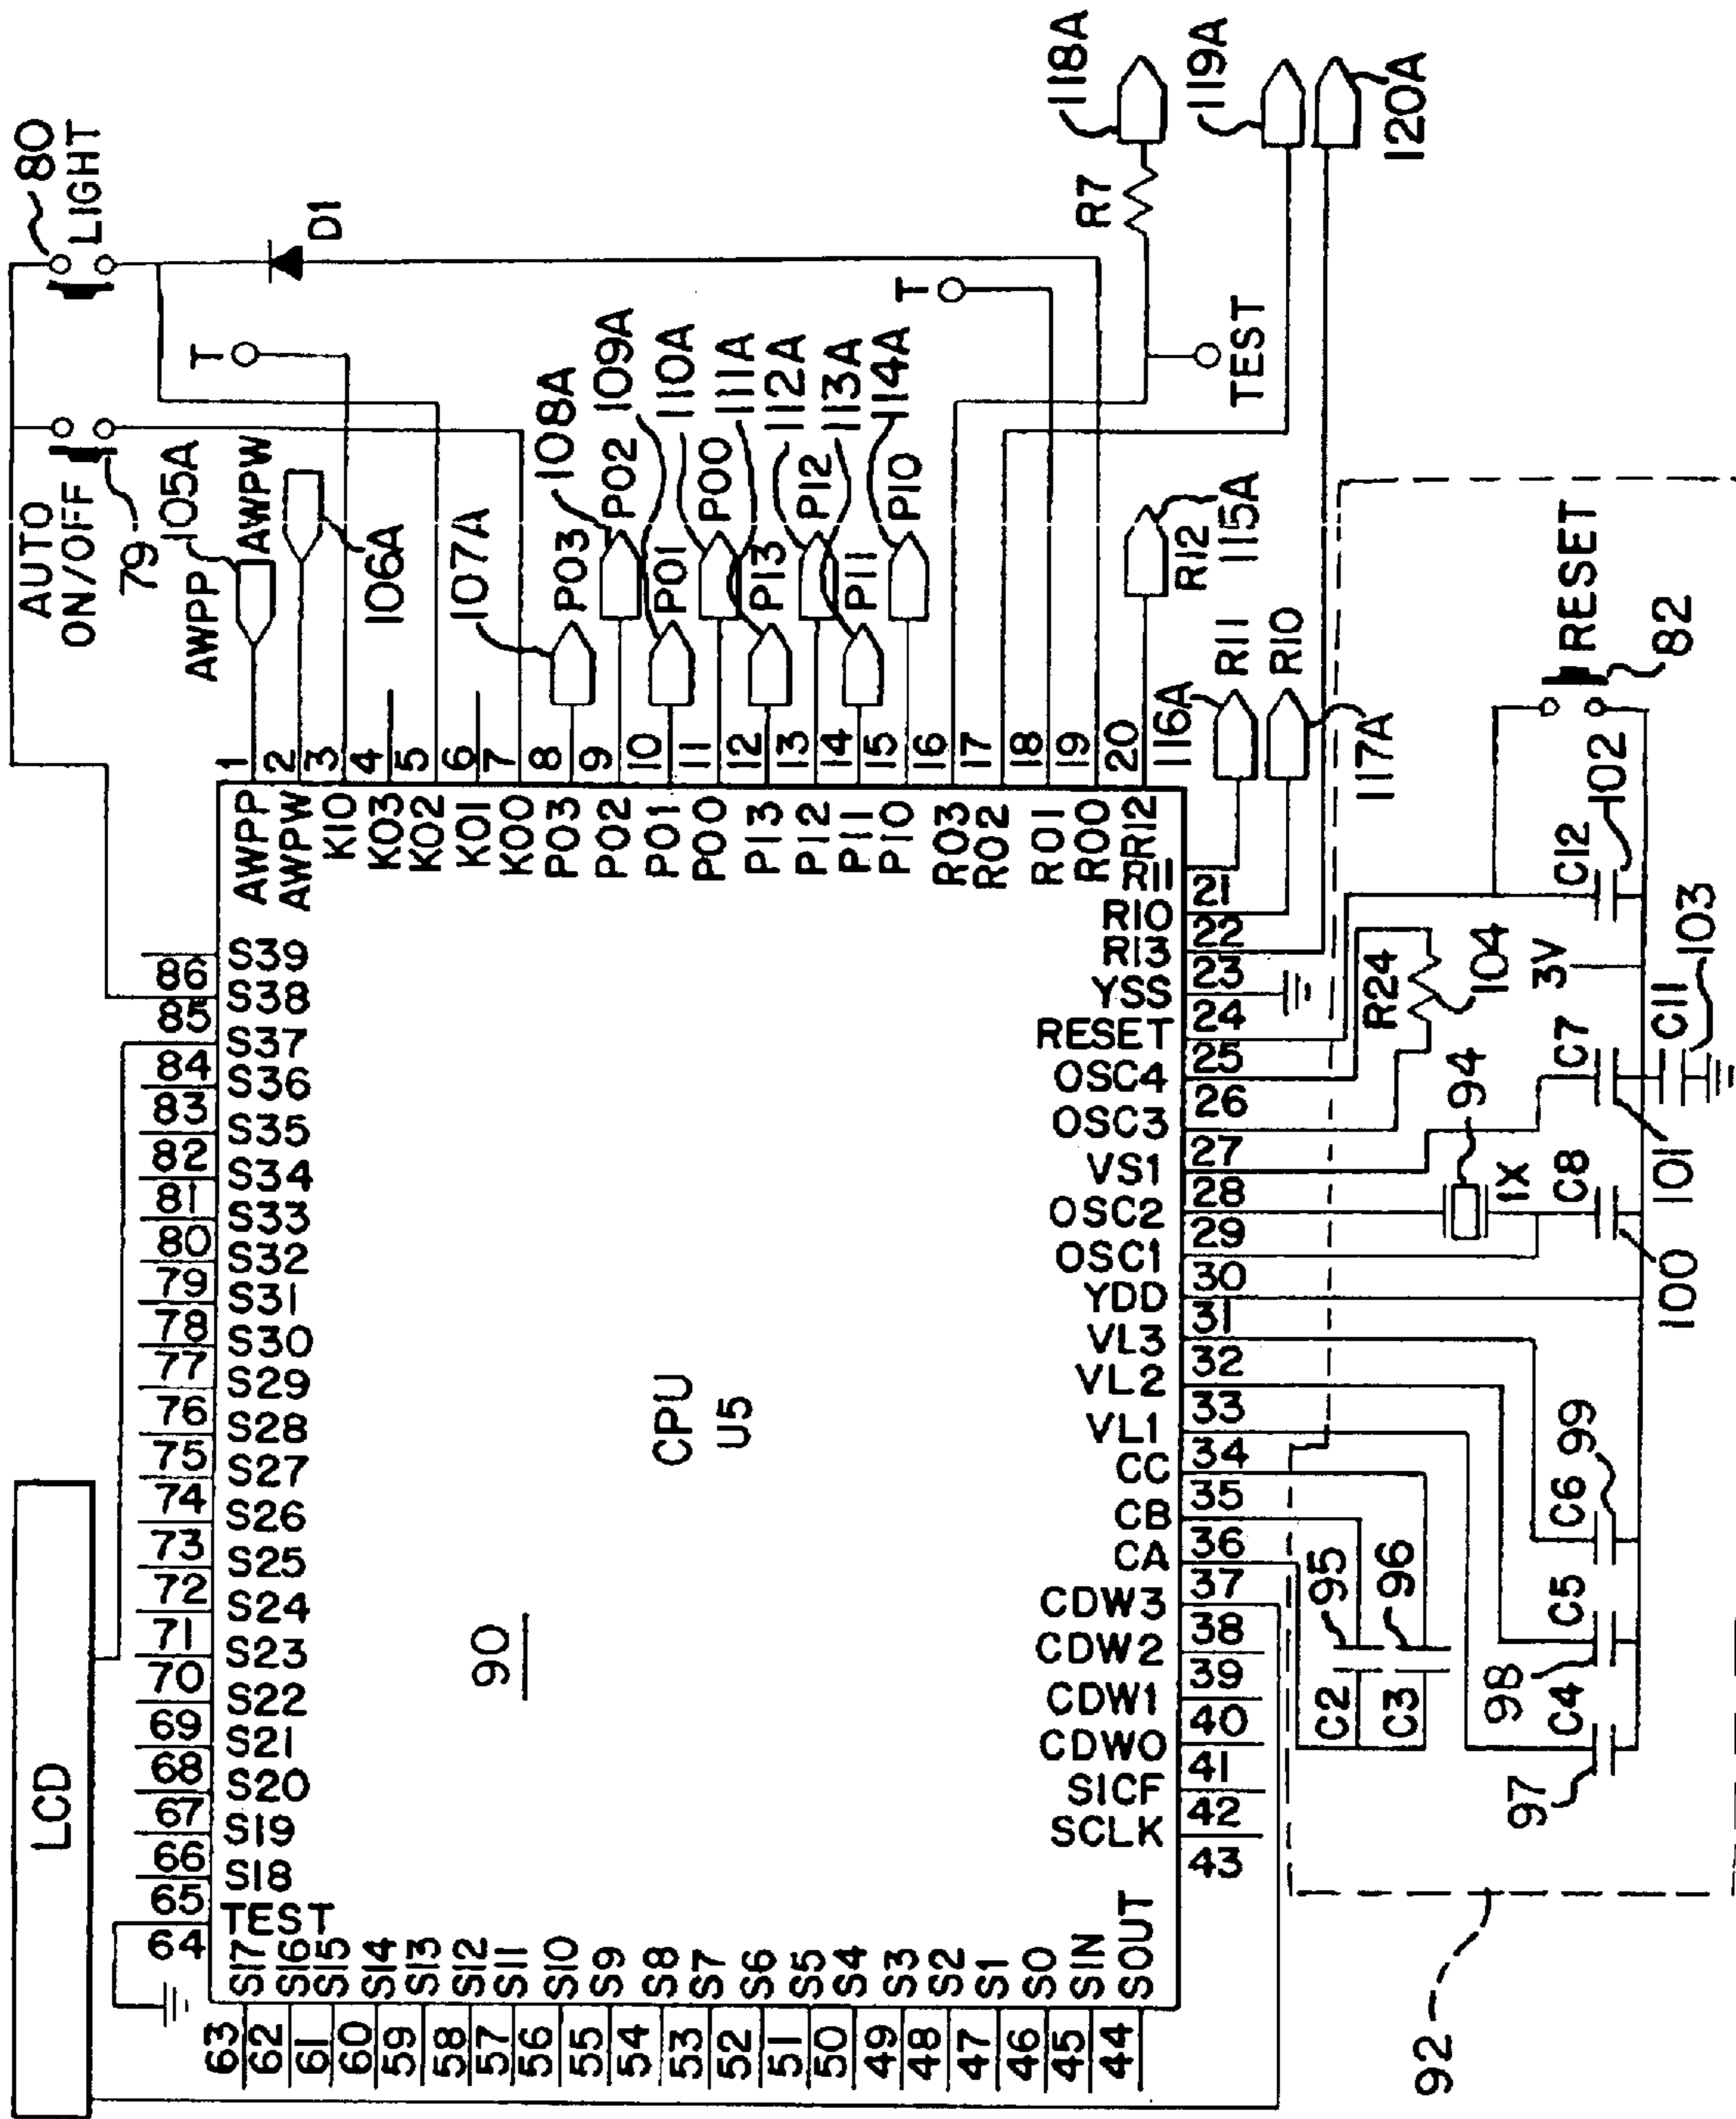 LCD
AUTO
ON/OFF
79
80
LIGHT
105A
AWPP
AWPW
106A
T
D1
107A
P03
108A
P02
109A
P01
110A
P00
111A
P13
112A
P12
113A
P11
114A
P10
T
R7
118A
TEST
119A
120A
R12
115A
116A
R11
R10
117A
CPU
U5
90
1 AWPP
2 AWPW
3 K10
4 K03
5 K02
6 K01
7 K00
8 P03
9 P02
10 P01
11 P00
12 P13
13 P12
14 P11
15 P10
16 R03
17 R02
18 R01
19 R00
20 R12
21 R11
22 R10
23 R13
24 YSS
25 RESET
26 OSC4
27 OSC3
28 VS1
29 OSC2
30 OSC1
31 YDD
32 VL3
33 VL2
34 VL1
35 CC
36 CB
37 CA
38 CDW3
39 CDW2
40 CDW1
41 CDW0
42 SICF
43 SCLK
44 SOUT
45 SIN
46 S0
47 S1
48 S2
49 S3
50 S4
51 S5
52 S6
53 S7
54 S8
55 S9
56 S10
57 S11
58 S12
59 S13
60 S14
61 S15
62 S16
63 S17
64 TEST
65 S18
66 S19
67 S20
68 S21
69 S22
70 S23
71 S24
72 S25
73 S26
74 S27
75 S28
76 S29
77 S30
78 S31
79 S32
80 S33
81 S34
82 S35
83 S36
84 S37
85 S38
86 S39
92
C2
95
C3
96
97
C4
98
C5
C6
99
94
1X
C8
100
C7
101
C11
103
R24
104
3V
C12
102
RESET
82